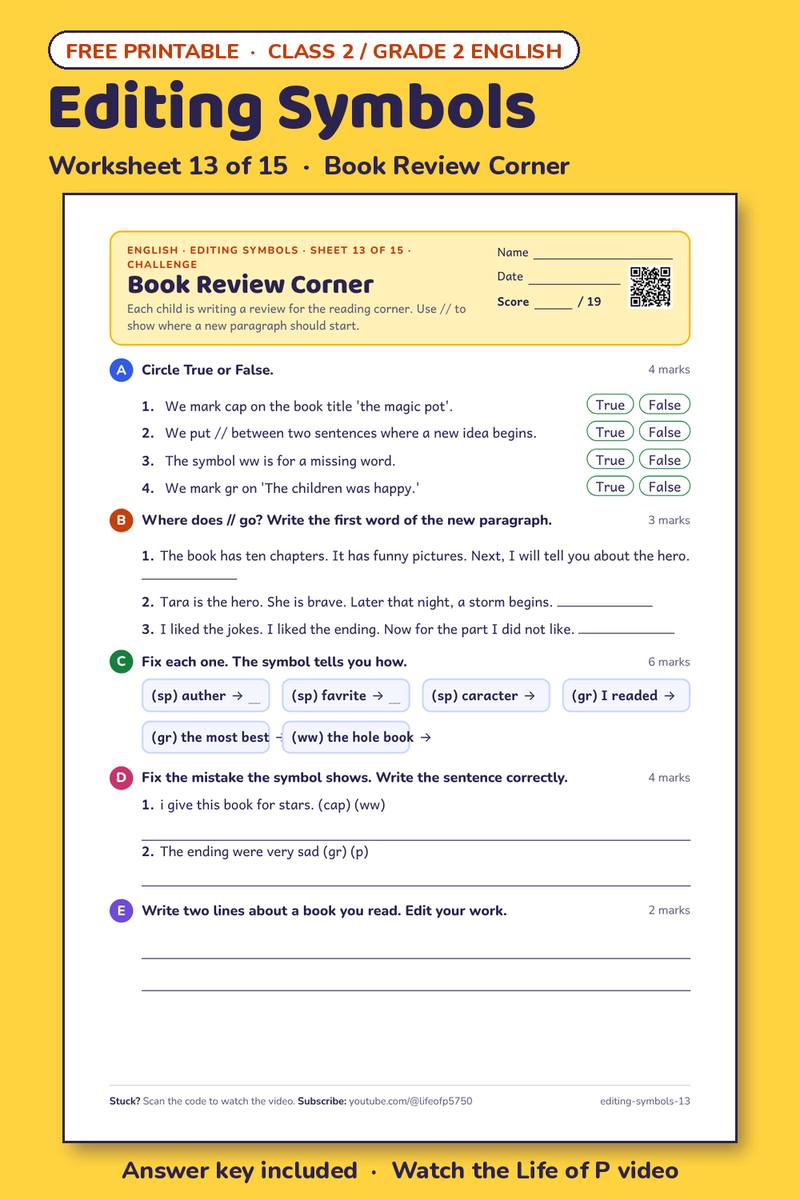 FREE PRINTABLE · CLASS 2 / GRADE 2 ENGLISH
Editing Symbols
Worksheet 13 of 15 · Book Review Corner
ENGLISH · EDITING SYMBOLS · SHEET 13 OF 15 ·
CHALLENGE
Book Review Corner
Each child is writing a review for the reading corner. Use // to
show where a new paragraph should start.
Name
Date
Score / 19
A Circle True or False. 4 marks
1. We mark cap on the book title 'the magic pot'. True False
2. We put // between two sentences where a new idea begins. True False
3. The symbol ww is for a missing word. True False
4. We mark gr on 'The children was happy.' True False
B Where does // go? Write the first word of the new paragraph. 3 marks
1. The book has ten chapters. It has funny pictures. Next, I will tell you about the hero.
2. Tara is the hero. She is brave. Later that night, a storm begins.
3. I liked the jokes. I liked the ending. Now for the part I did not like.
C Fix each one. The symbol tells you how. 6 marks
(sp) auther → __ (sp) favrite → __ (sp) caracter → (gr) I readed →
(gr) the most best → (ww) the hole book →
D Fix the mistake the symbol shows. Write the sentence correctly. 4 marks
1. i give this book for stars. (cap) (ww)
2. The ending were very sad (gr) (p)
E Write two lines about a book you read. Edit your work. 2 marks
Stuck? Scan the code to watch the video. Subscribe: youtube.com/@lifeofp5750 editing-symbols-13
Answer key included · Watch the Life of P video